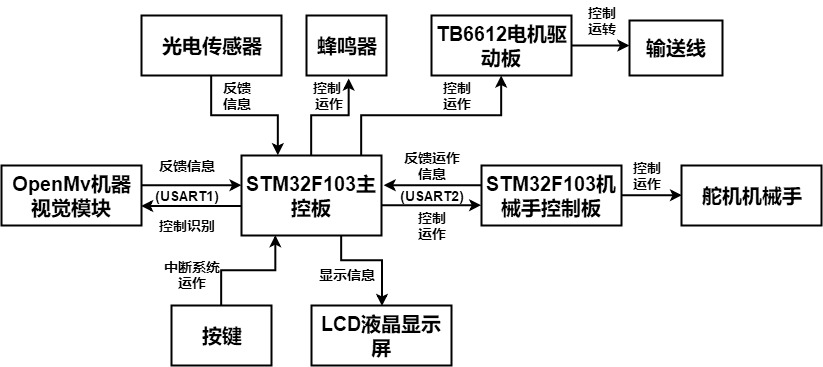 光电传感器
蜂鸣器
TB6612电机驱
动板
控制
运转
输送线
反馈
信息
控制
运作
控制
运作
OpenMv机器
视觉模块
反馈信息
(USART1)
控制识别
STM32F103主
控板
反馈运作
信息
(USART2)
控制
运作
STM32F103机
械手控制板
控制
运作
舵机机械手
中断系统
运作
显示信息
按键
LCD液晶显示
屏